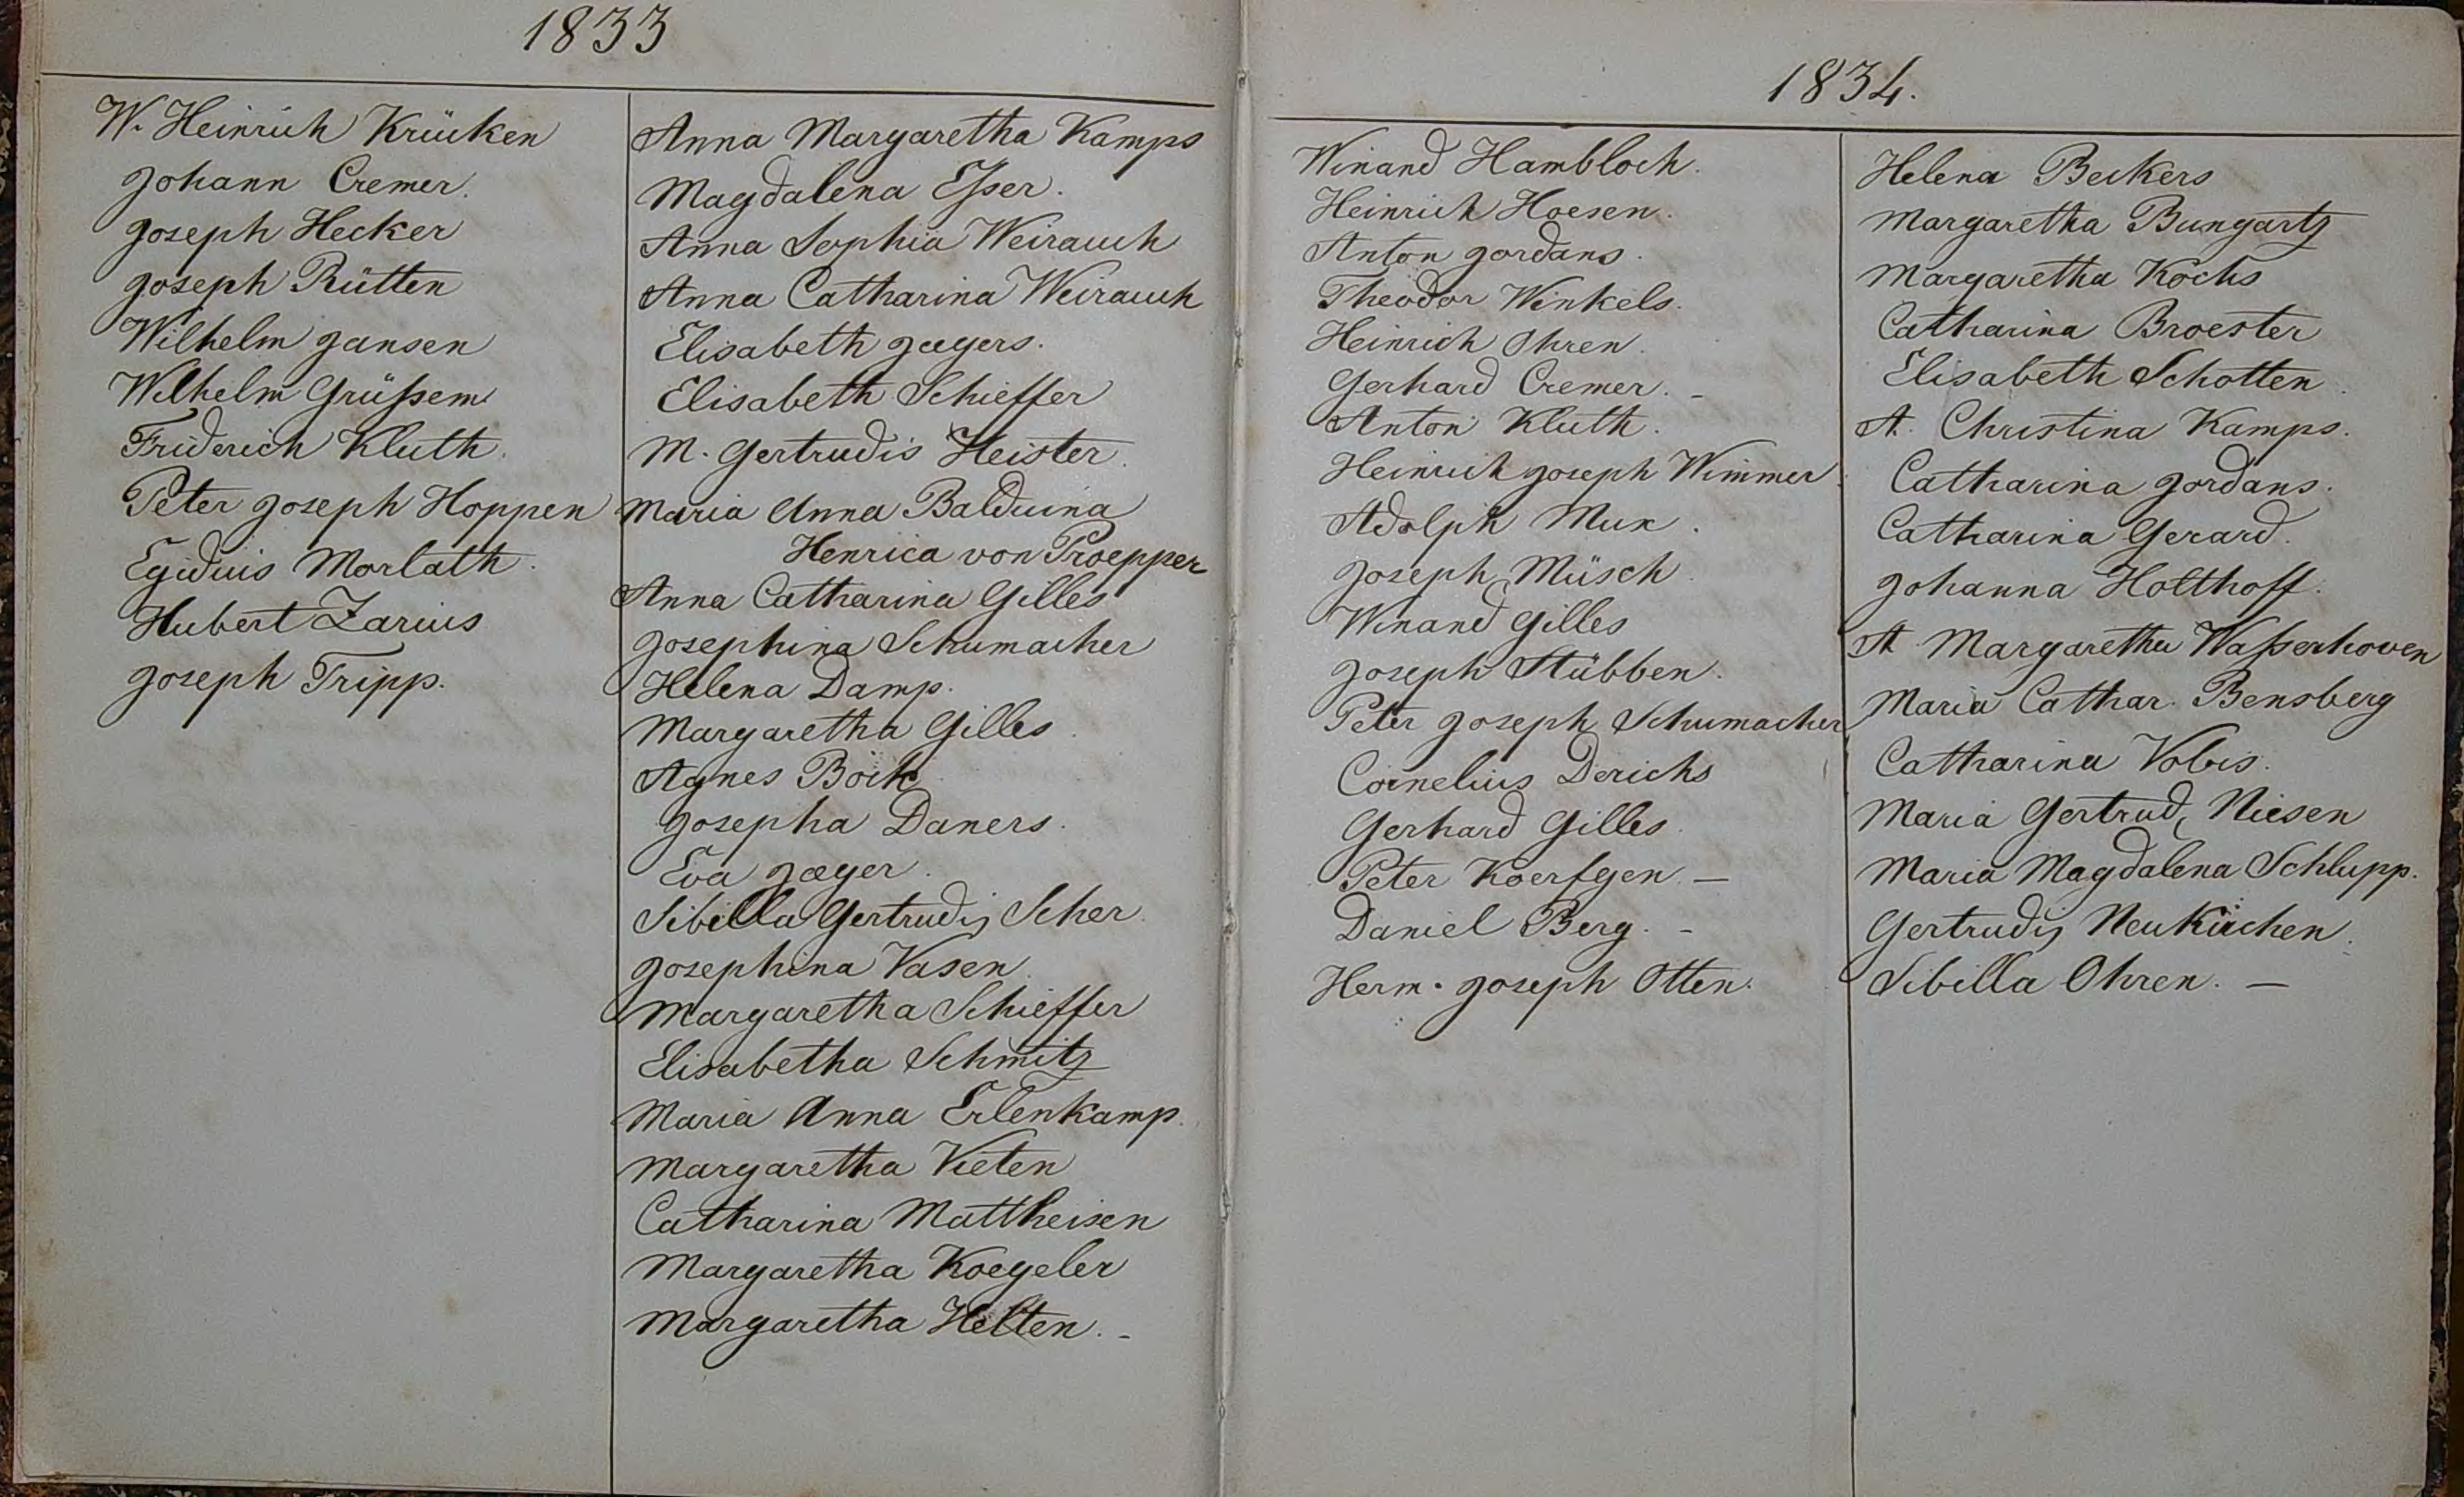 1833
W. Heinrich Krücken
Johann Cremer.
Joseph Hecker
Joseph Rütten
Wilhelm Jansen
Wilhelm Grüßem
Friderich Kluth.
Peter Joseph Hoppen
Egidius Morlath.
Hubert Zarius
Joseph Tripp.
Anna Margaretha Kamps
Magdalena Esser.
Anna Sophia Weirauch
Anna Catharina Weirauch
Elisabeth Jaegers.
Elisabeth Schieffer
M. Gertrudis Heister.
Maria Anna Balduina
Henrica von Proepper
Anna Catharina Gilles
Josephina Schumacher
Helena Damp.
Margaretha Gilles.
Agnes Böck
Josepha Daners.
Eva Jaeger.
Sibilla Gertrudis Scher.
Josephina Vasen.
Margaretha Schieffer
Elisabetha Schmitz
Maria Anna Erlenkamp.
Margaretha Vieten
Catharina Mattheisen
Margaretha Koegeler
Margaretha Helten. -
1834.
Winand Hambloch.
Heinrich Hoesen.
Anton Jordans.
Theodor Winkels.
Heinrich Ohren.
Gerhard Cremer. -
Anton Kluth.
Heinrich Joseph Wimmer.
Adolph Mux.
Joseph Müsch.
Winand Gilles
Joseph Stübben.
Peter Joseph Schumacher
Cornelius Derichs
Gerhard Gilles.
Peter Koerfgen. —
Daniel Berg. -
Herm. Joseph Otten.
Helena Beckers
Margaretha Bungartz
Margaretha Kochs
Catharina Broester
Elisabeth Schotten.
A. Christina Kamps.
Catharina Jordans.
Catharina Gerard.
Johanna Holthoff.
A. Margaretha Waßerhoven
Maria Cathar. Bensberg
Catharina Vobis.
Maria Gertrud, Niesen
Maria Magdalena Schlupp.
Gertrudis Neukirchen.
Sibilla Ohren. —